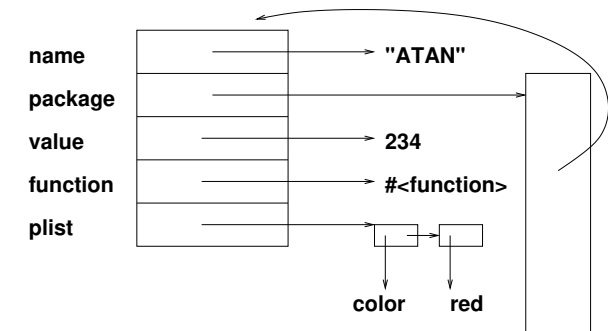 name "ATAN"
package
value 234
function #<function>
plist
color red